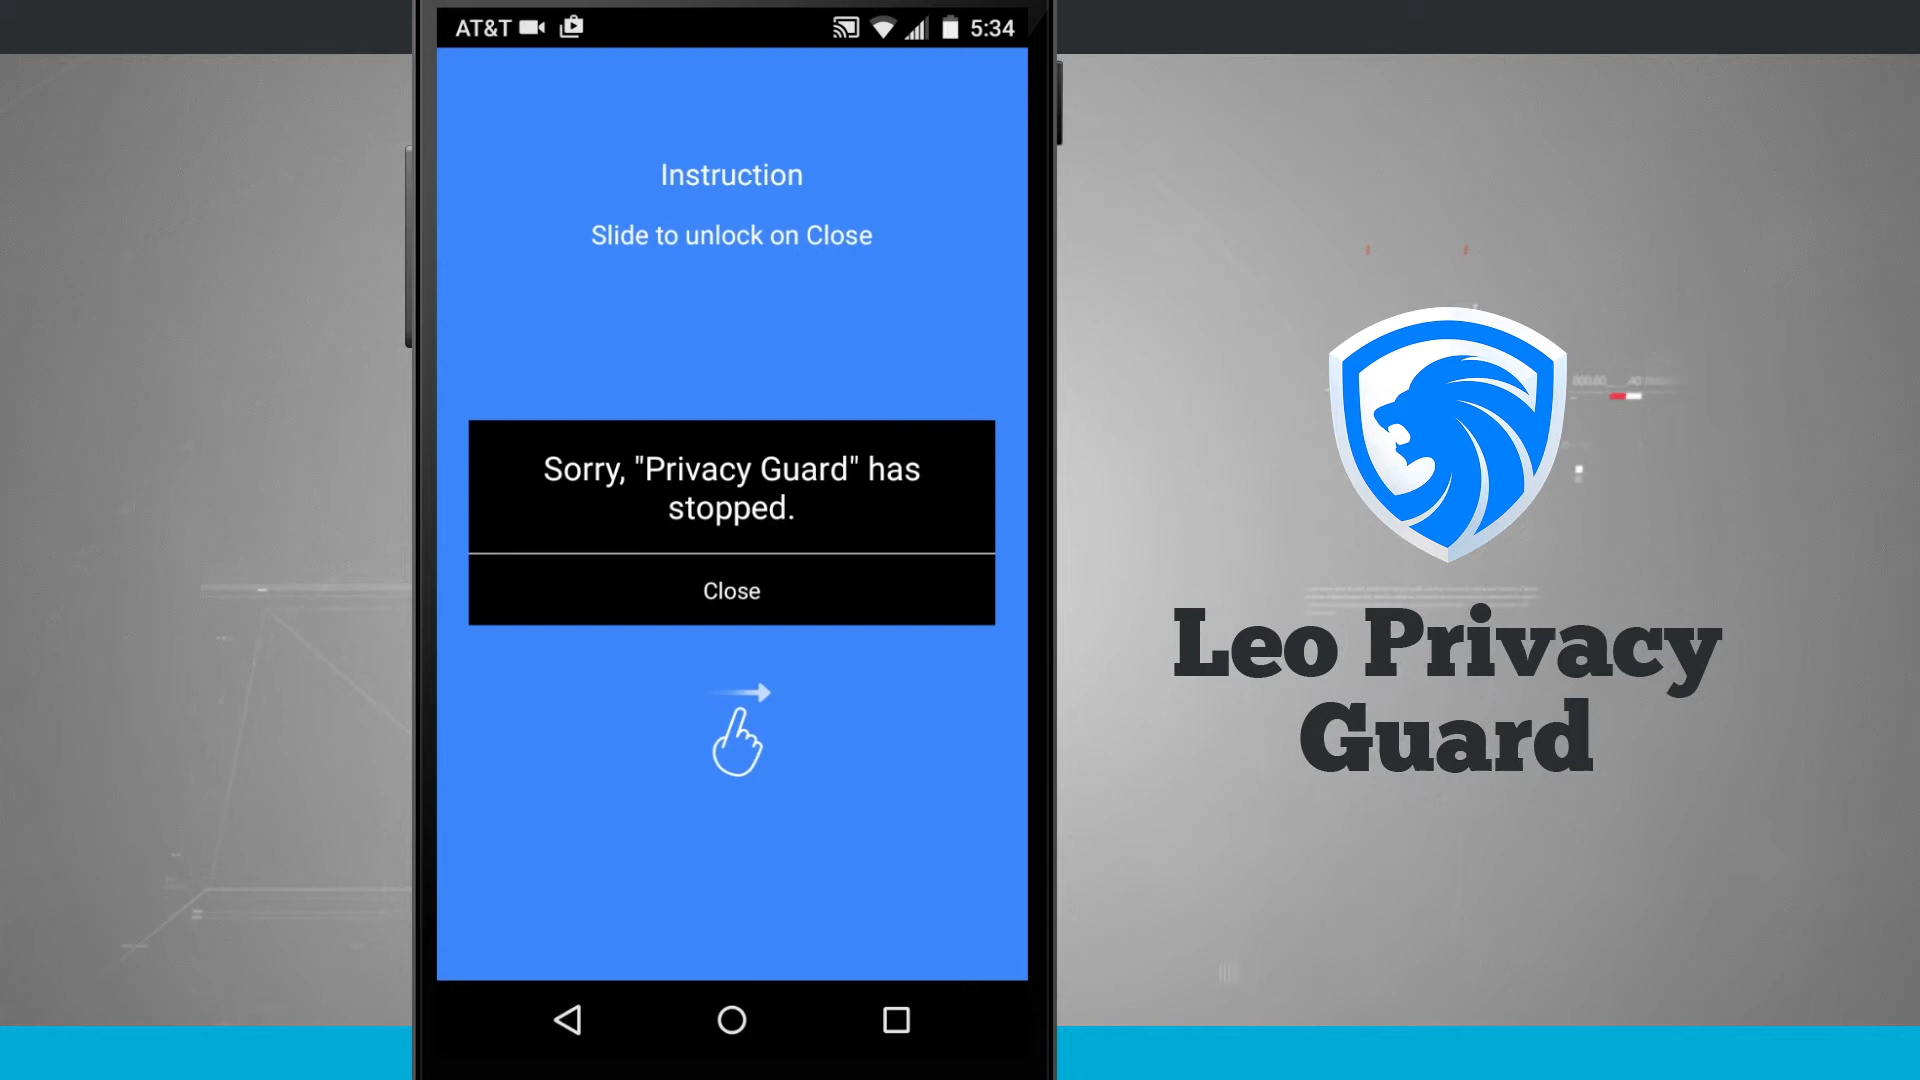 AT&T
5:34
Instruction
Slide to unlock on Close
Sorry, "Privacy Guard" has
stopped.
Close
Leo Privacy
Guard